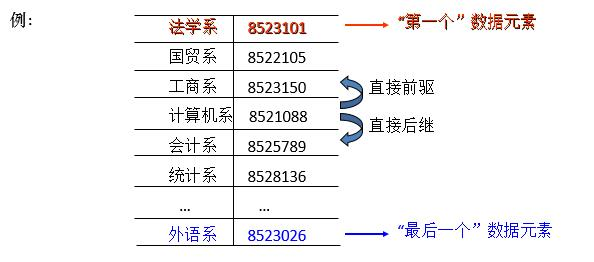 例：
法学系 8523101 “第一个”数据元素
国贸系 8522105
工商系 8523150 直接前驱
计算机系 8521088
直接后继
会计系 8525789
统计系 8528136
… …
外语系 8523026 “最后一个”数据元素